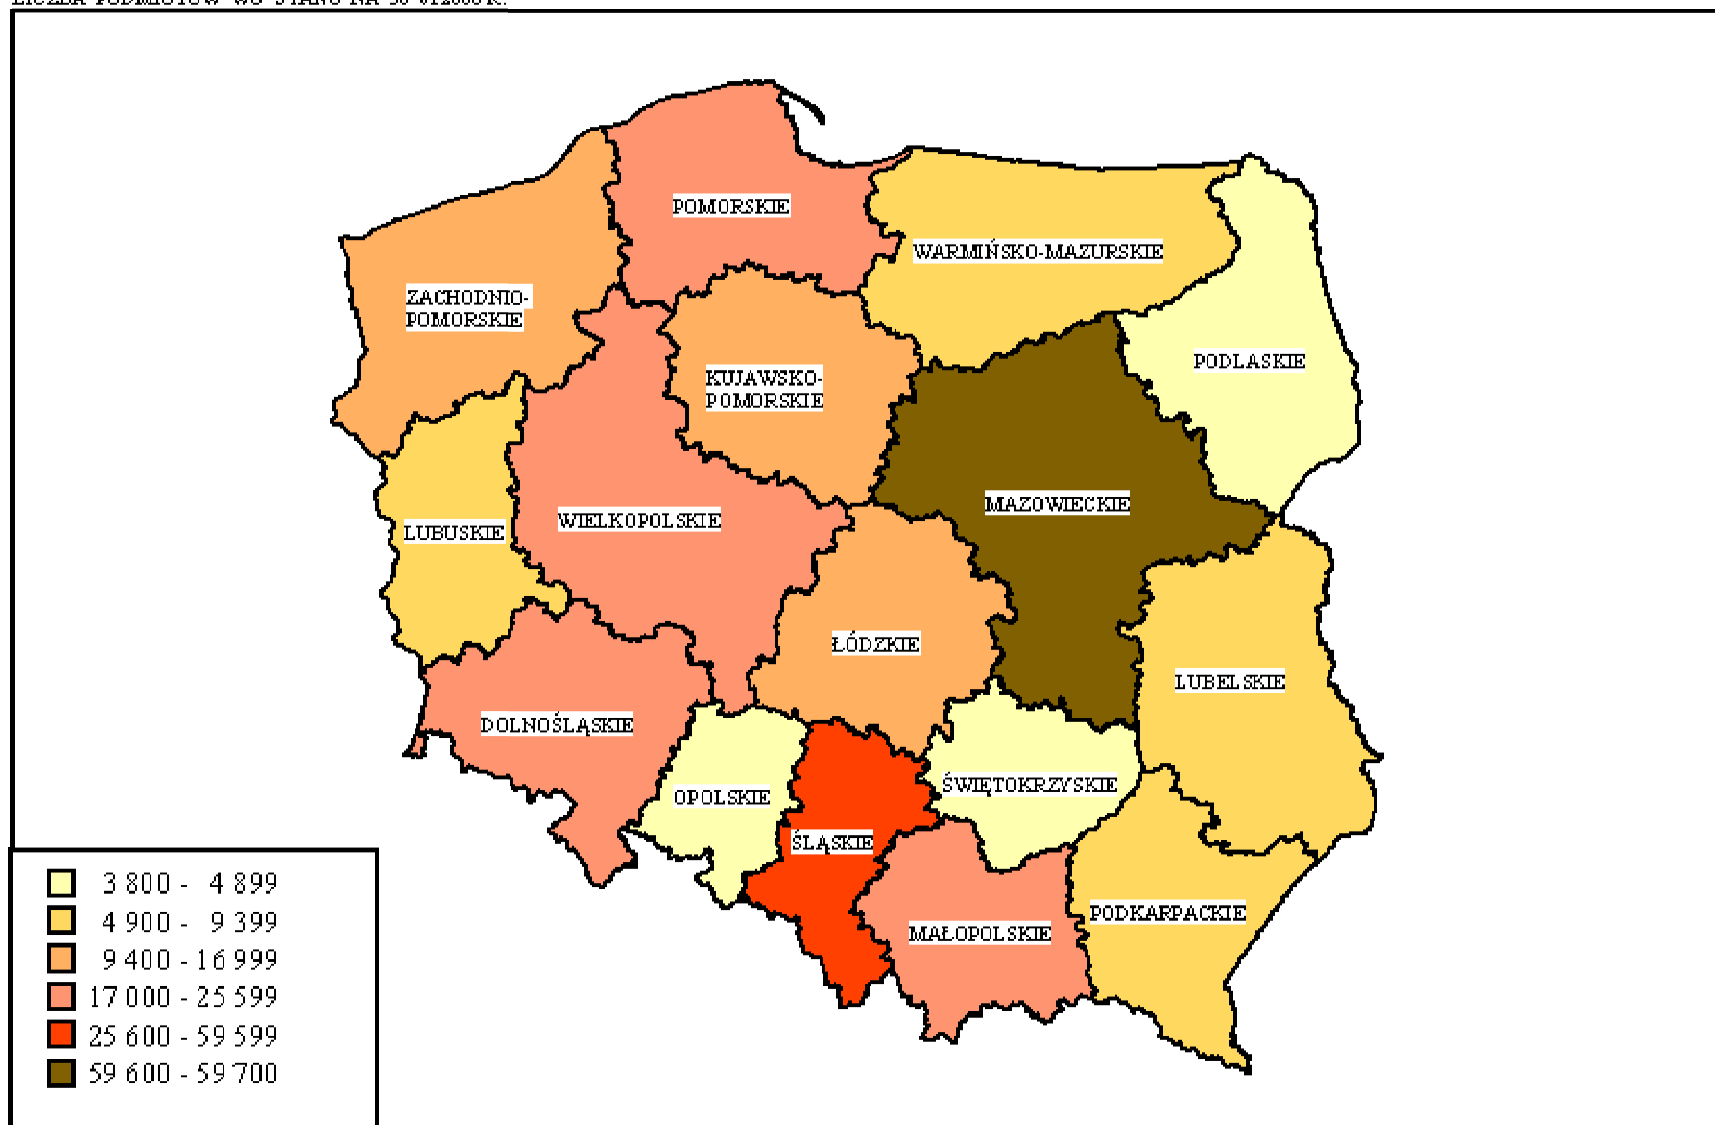 POMORSKIE
WARMIŃSKO-MAZURSKIE
ZACHODNIO-
POMORSKIE
PODLASKIE
KUJAWSKO-
POMORSKIE
MAZOWIECKIE
WIELKOPOLSKIE
LUBUSKIE
ŁÓDZKIE
LUBELSKIE
DOLNOŚLĄSKIE
ŚWIĘTOKRZYSKIE
OPOLSKIE
ŚLĄSKIE
PODKARPACKIE
MAŁOPOLSKIE
3 800 - 4 899
4 900 - 9 399
9 400 - 16 999
17 000 - 25 599
25 600 - 59 599
59 600 - 59 700